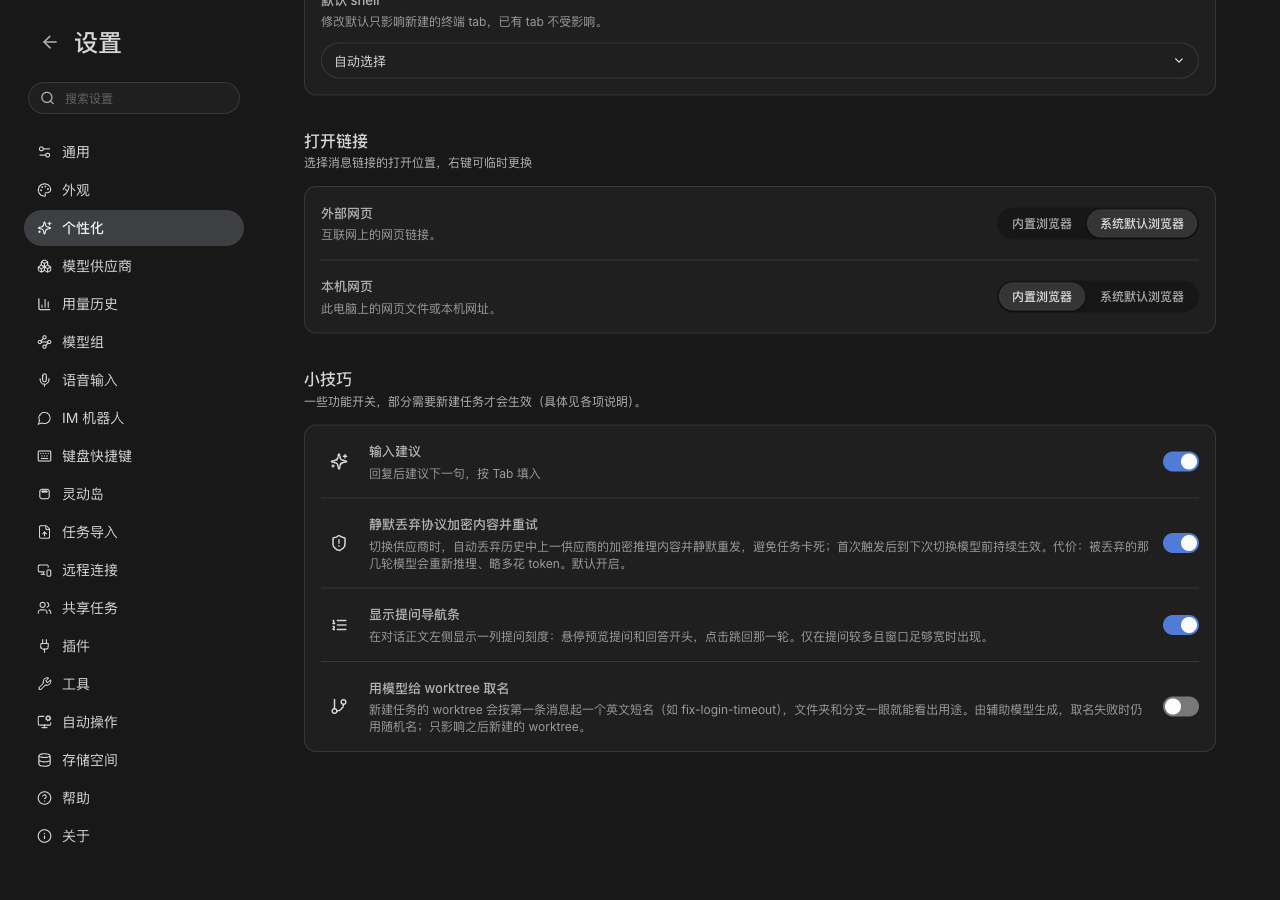 设置
搜索设置
通用
外观
个性化
模型供应商
用量历史
模型组
语音输入
IM 机器人
键盘快捷键
灵动岛
任务导入
远程连接
共享任务
插件
工具
自动操作
存储空间
帮助
关于
默认 shell
修改默认只影响新建的终端 tab，已有 tab 不受影响。
自动选择
打开链接
选择消息链接的打开位置，右键可临时更换
外部网页
互联网上的网页链接。
内置浏览器 系统默认浏览器
本机网页
此电脑上的网页文件或本机网址。
内置浏览器 系统默认浏览器
小技巧
一些功能开关，部分需要新建任务才会生效（具体见各项说明）。
输入建议
回复后建议下一句，按 Tab 填入
静默丢弃协议加密内容并重试
切换供应商时，自动丢弃历史中上一供应商的加密推理内容并静默重发，避免任务卡死；首次触发后到下次切换模型前持续生效。代价：被丢弃的那
几轮模型会重新推理、略多花 token。默认开启。
显示提问导航条
在对话正文左侧显示一列提问刻度：悬停预览提问和回答开头，点击跳回那一轮。仅在提问较多且窗口足够宽时出现。
用模型给 worktree 取名
新建任务的 worktree 会按第一条消息起一个英文短名（如 fix-login-timeout），文件夹和分支一眼就能看出用途。由辅助模型生成，取名失败时仍
用随机名；只影响之后新建的 worktree。